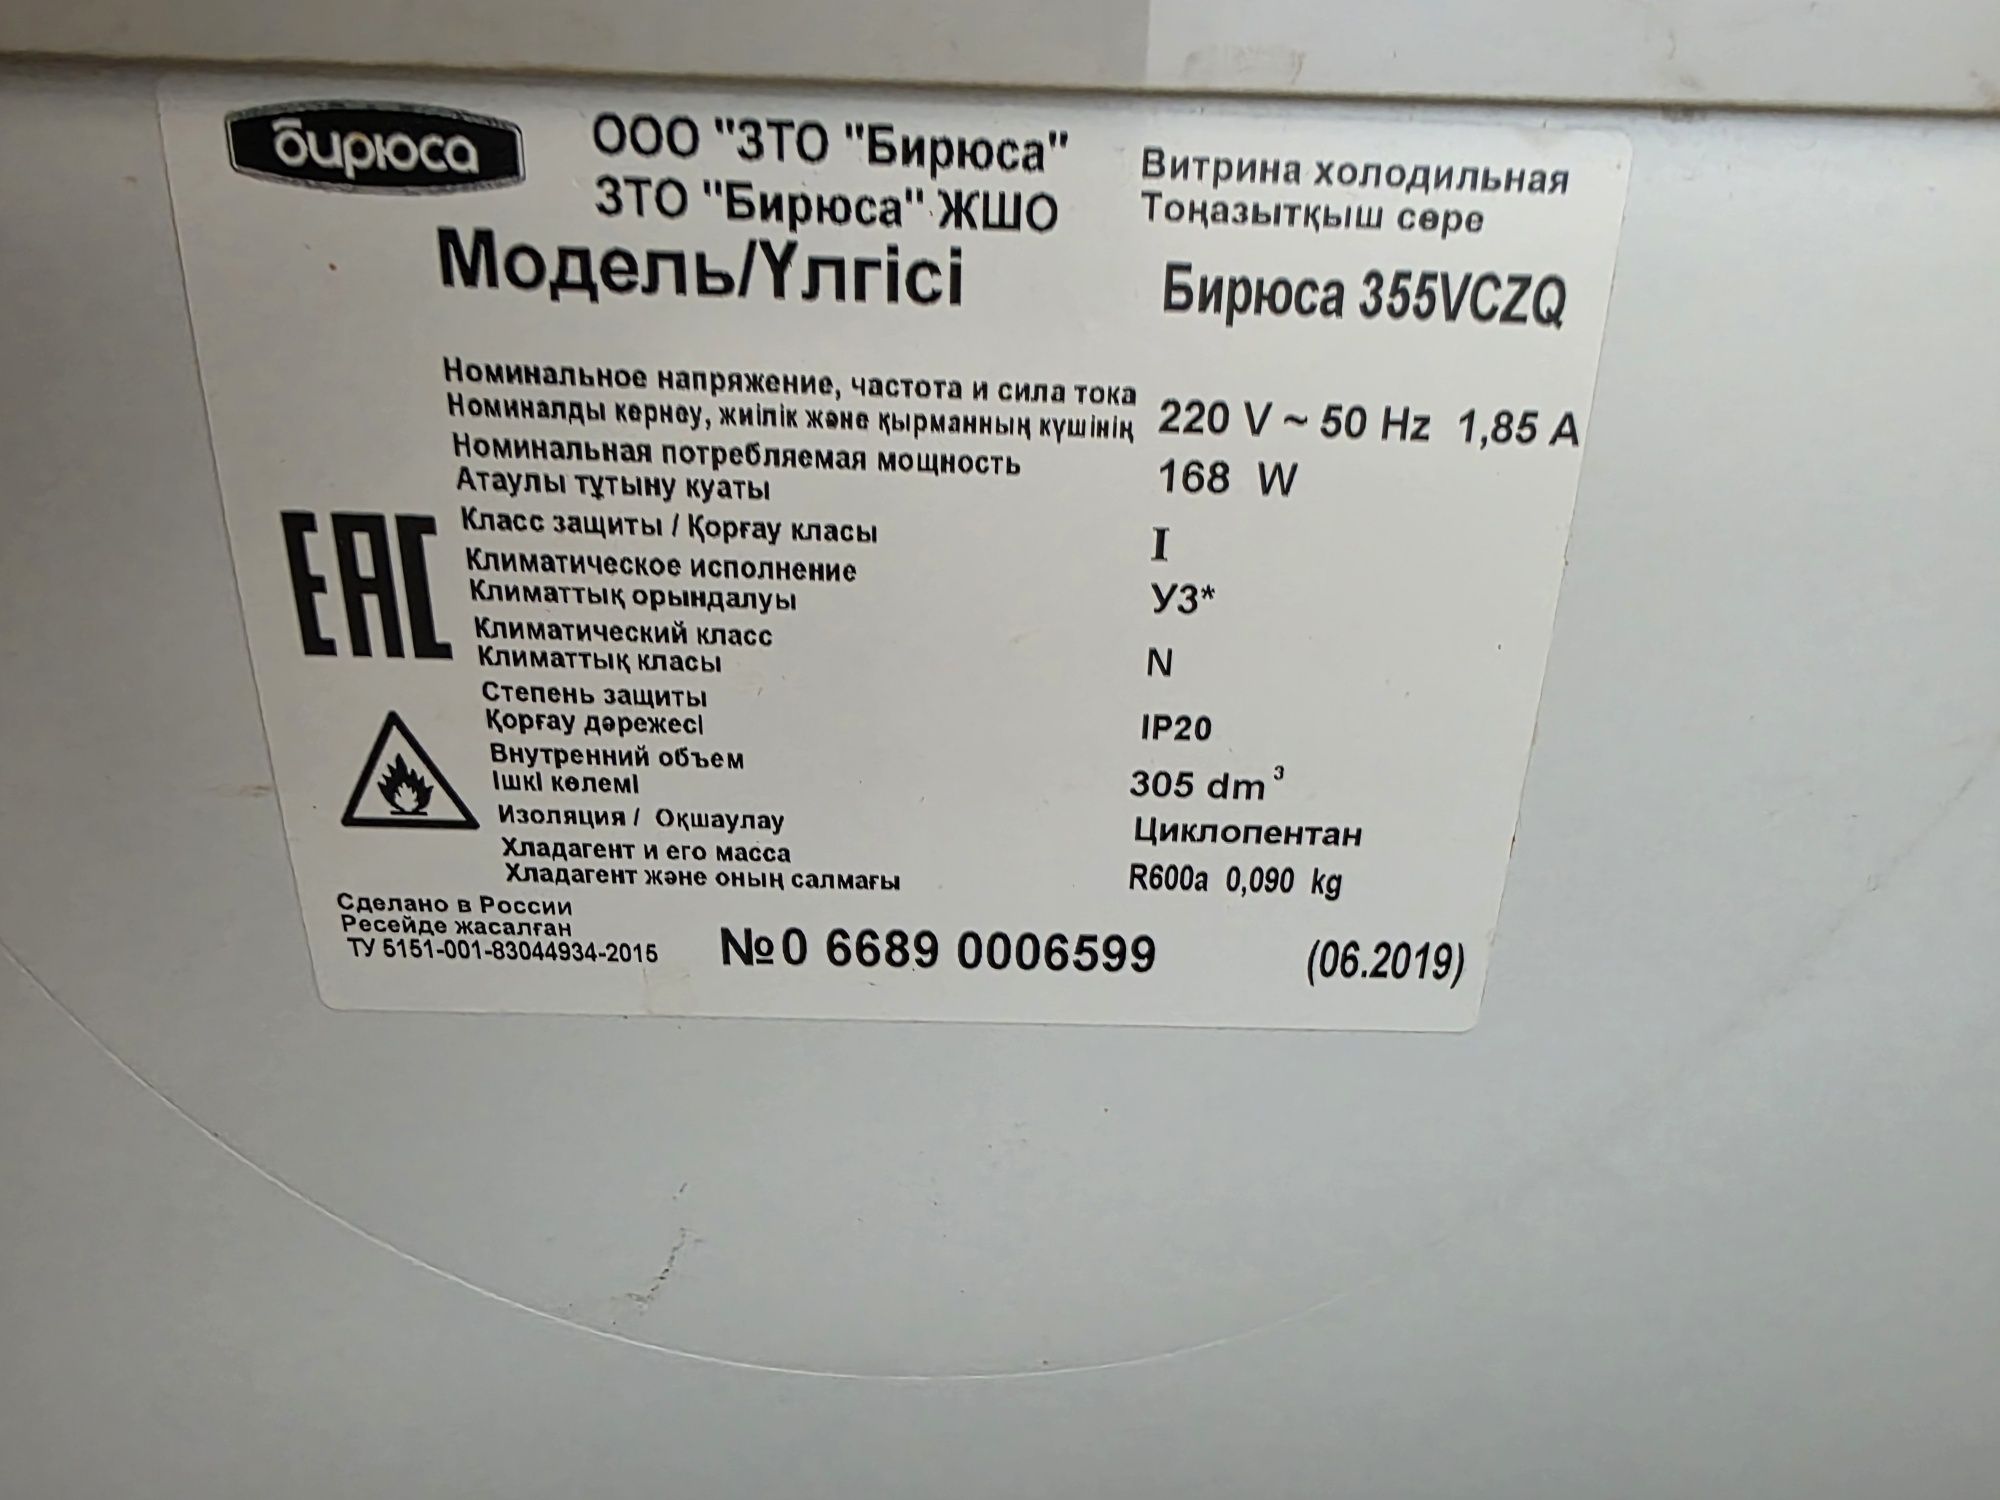 бирюса
ООО "ЗТО "Бирюса"
ЗТО "Бирюса" ЖШО
Витрина холодильная
Тоңазытқыш сөре
Модель/Үлгісі Бирюса 355VCZQ
Номинальное напряжение, частота и сила тока
Номиналды кернеу, жиілік және қырманның күшінің 220 V ~ 50 Hz 1,85 A
Номинальная потребляемая мощность
Атаулы тұтыну куаты 168 W
Класс защиты / Қорғау класы I
Климатическое исполнение
Климаттық орындалуы У3*
Климатический класс
Климаттық класы N
Степень защиты
Қорғау дәрежесі IP20
Внутренний объем
Ішкі көлемі 305 dm³
Изоляция / Оқшаулау Циклопентан
Хладагент и его масса
Хладагент және оның салмағы R600a 0,090 kg
EAC
Сделано в России
Ресейде жасалған
ТУ 5151-001-83044934-2015
№0 6689 0006599 (06.2019)